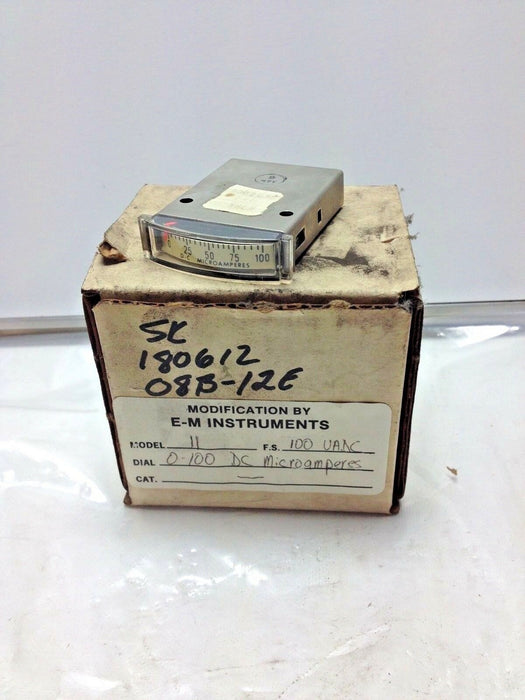 0 25 50 75 100
D-C MICROAMPERES
SK
180612
08B-12E
MODIFICATION BY
E-M INSTRUMENTS
MODEL 11 F.S. 100 UADC
DIAL 0-100 DC Microamperes
CAT. —